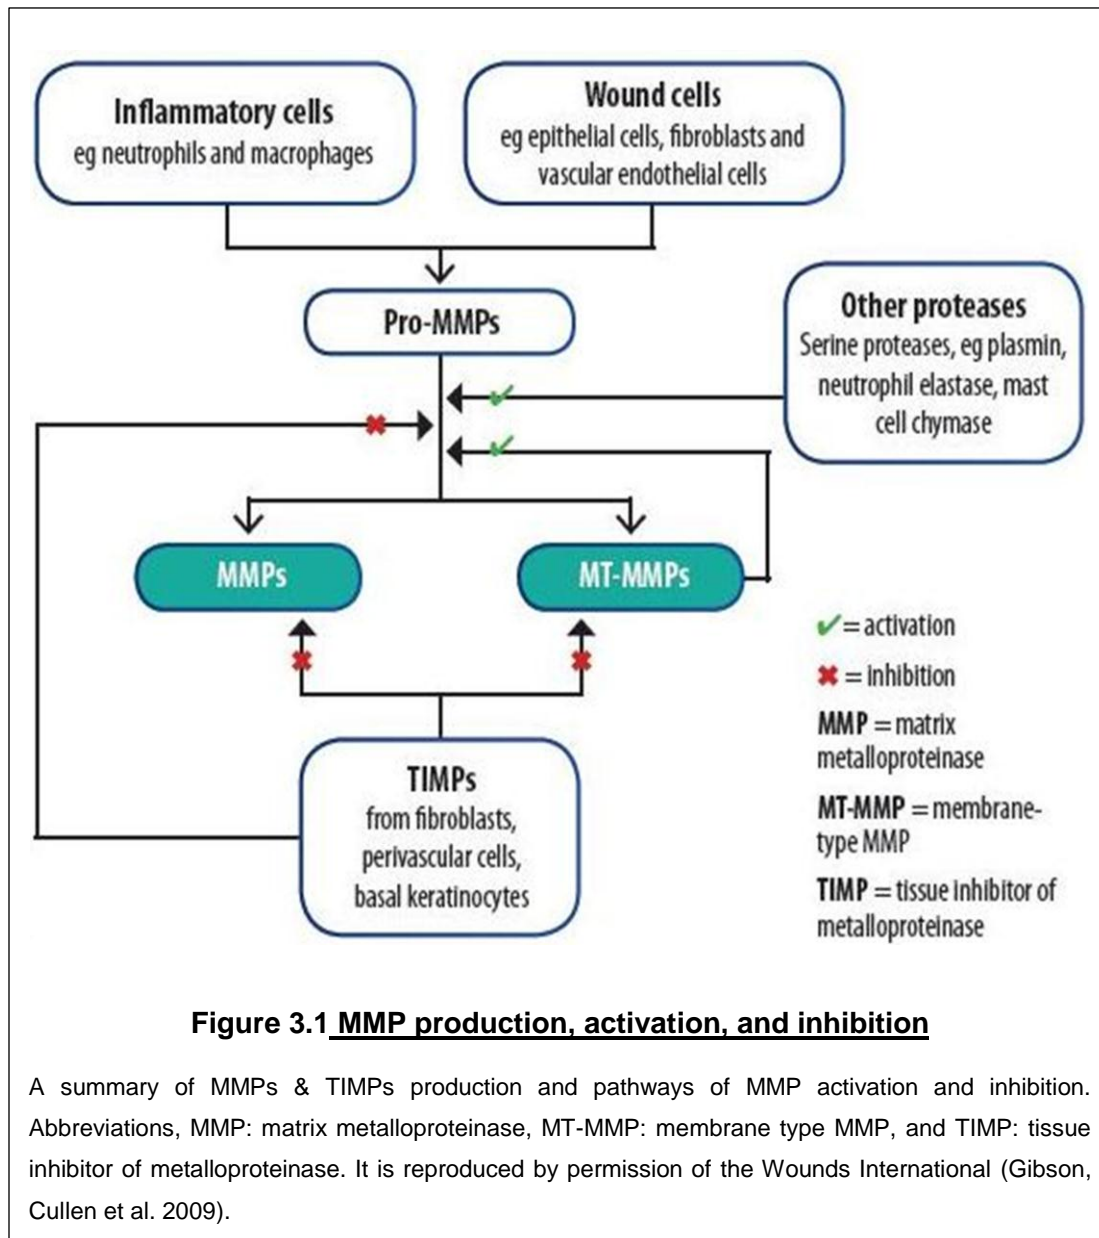 Inflammatory cells
eg neutrophils and macrophages
Wound cells
eg epithelial cells, fibroblasts and
vascular endothelial cells
Pro-MMPs
Other proteases
Serine proteases, eg plasmin,
neutrophil elastase, mast
cell chymase
MMPs
MT-MMPs
TIMPs
from fibroblasts,
perivascular cells,
basal keratinocytes
✔ = activation
✖ = inhibition
MMP = matrix
metalloproteinase
MT-MMP = membrane-
type MMP
TIMP = tissue inhibitor of
metalloproteinase
Figure 3.1 MMP production, activation, and inhibition
A summary of MMPs & TIMPs production and pathways of MMP activation and inhibition.
Abbreviations, MMP: matrix metalloproteinase, MT-MMP: membrane type MMP, and TIMP: tissue
inhibitor of metalloproteinase. It is reproduced by permission of the Wounds International (Gibson,
Cullen et al. 2009).